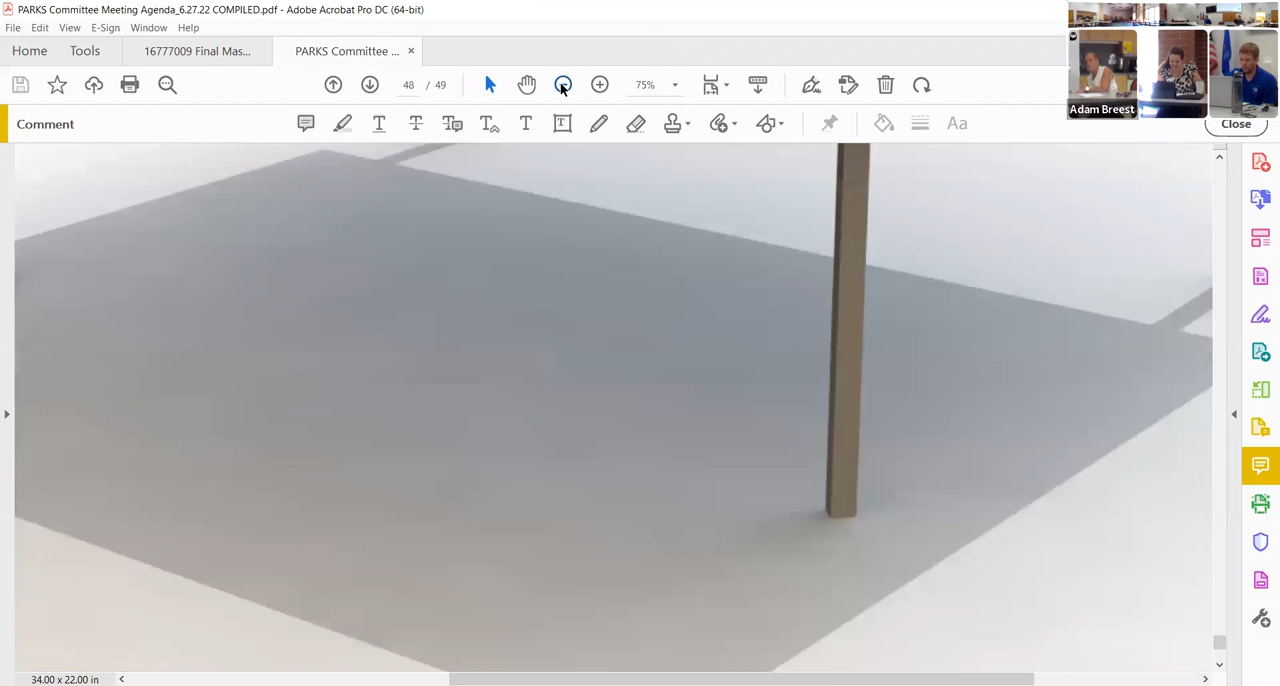 PARKS Committee Meeting Agenda_6.27.22 COMPILED.pdf - Adobe Acrobat Pro DC (64-bit)
File Edit View E-Sign Window Help
Home Tools 16777009 Final Mas... PARKS Committee ... ×
48 / 49 75%
Adam Breest
Comment T T T T T Aa Close
34.00 x 22.00 in